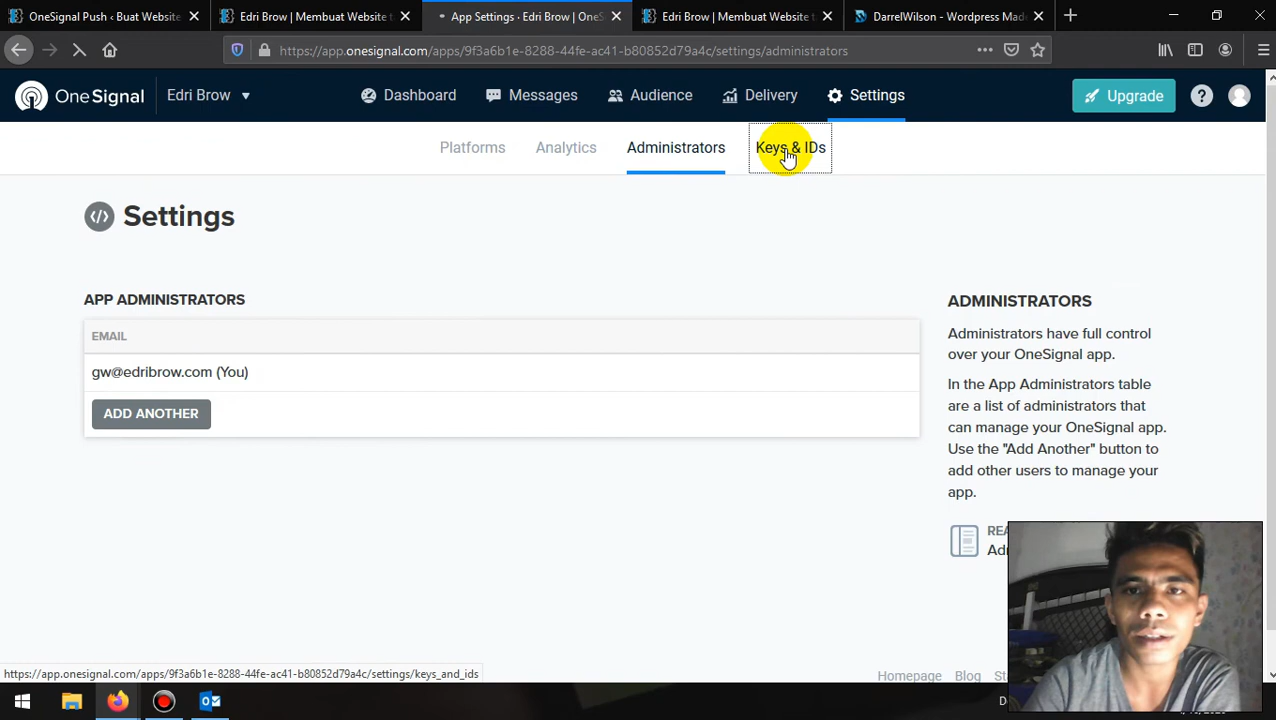 OneSignal Push ‹ Buat Website
Edri Brow | Membuat Website t
App Settings · Edri Brow | OneS
Edri Brow | Membuat Website t
DarrelWilson - Wordpress Mad
https://app.onesignal.com/apps/9f3a6b1e-8288-44fe-ac41-b80852d79a4c/settings/administrators
OneSignal
Edri Brow
Dashboard
Messages
Audience
Delivery
Settings
Upgrade
Platforms
Analytics
Administrators
Keys & IDs
Settings
APP ADMINISTRATORS
EMAIL
gw@edribrow.com (You)
ADD ANOTHER
ADMINISTRATORS
Administrators have full control
over your OneSignal app.
In the App Administrators table
are a list of administrators that
can manage your OneSignal app.
Use the "Add Another" button to
add other users to manage your
app.
https://app.onesignal.com/apps/9f3a6b1e-8288-44fe-ac41-b80852d79a4c/settings/keys_and_ids
Homepage
Blog